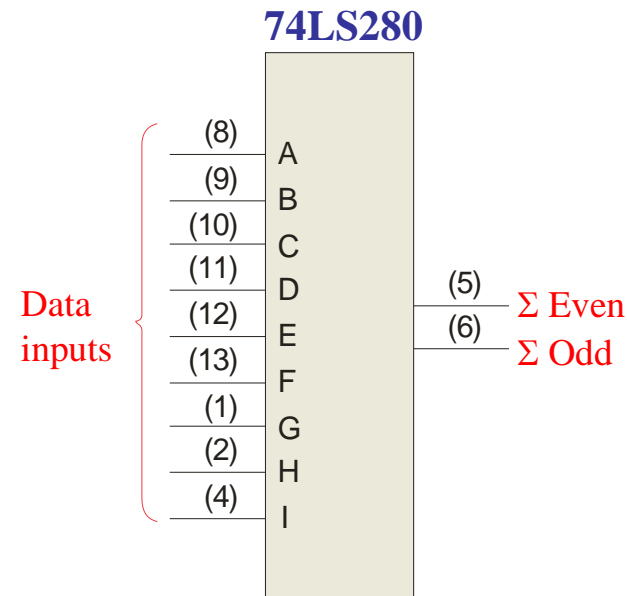 74LS280
(8)
A
(9)
B
(10)
C
(11)
D
(12)
E
(13)
F
(1)
G
(2)
H
(4)
I
Data
inputs
(5)
Σ Even
(6)
Σ Odd